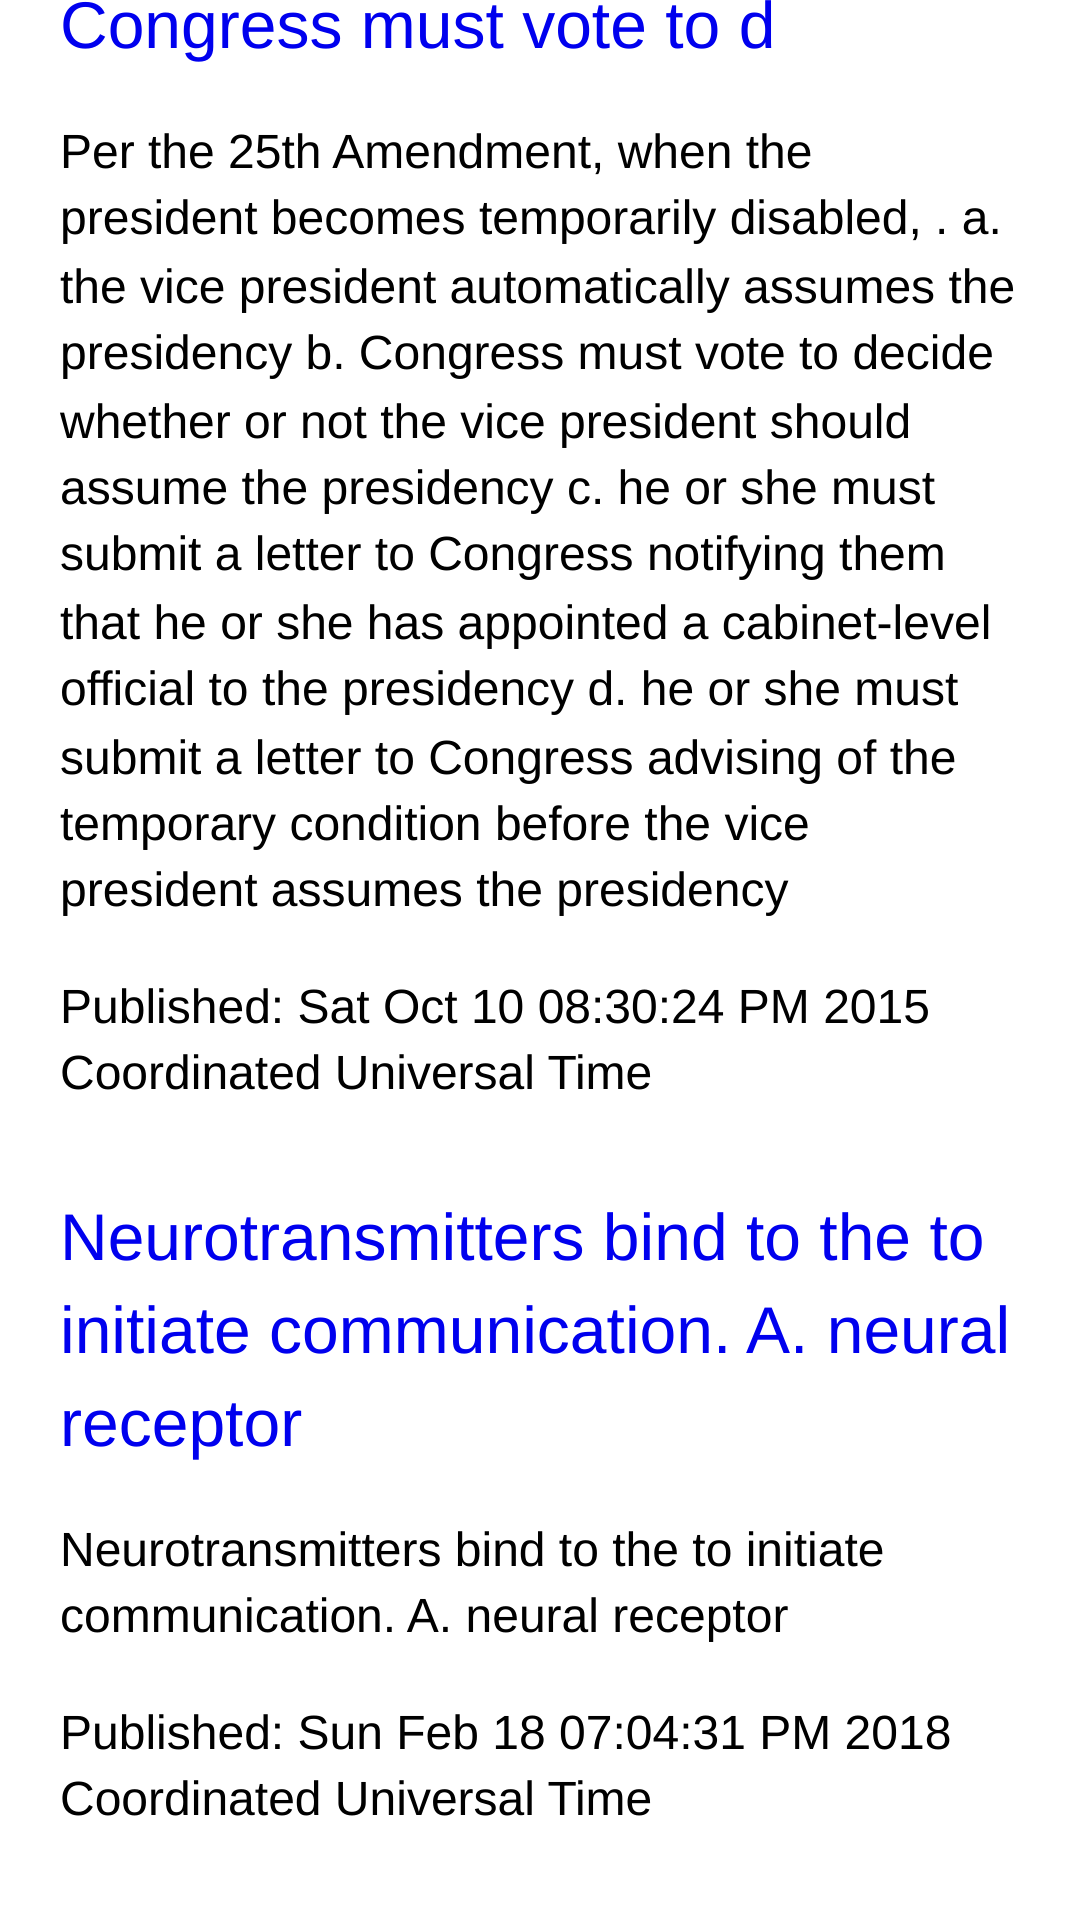 Congress must vote to d
Per the 25th Amendment, when the
president becomes temporarily disabled, . a.
the vice president automatically assumes the
presidency b. Congress must vote to decide
whether or not the vice president should
assume the presidency c. he or she must
submit a letter to Congress notifying them
that he or she has appointed a cabinet-level
official to the presidency d. he or she must
submit a letter to Congress advising of the
temporary condition before the vice
president assumes the presidency
Published: Sat Oct 10 08:30:24 PM 2015
Coordinated Universal Time
Neurotransmitters bind to the to
initiate communication. A. neural
receptor
Neurotransmitters bind to the to initiate
communication. A. neural receptor
Published: Sun Feb 18 07:04:31 PM 2018
Coordinated Universal Time